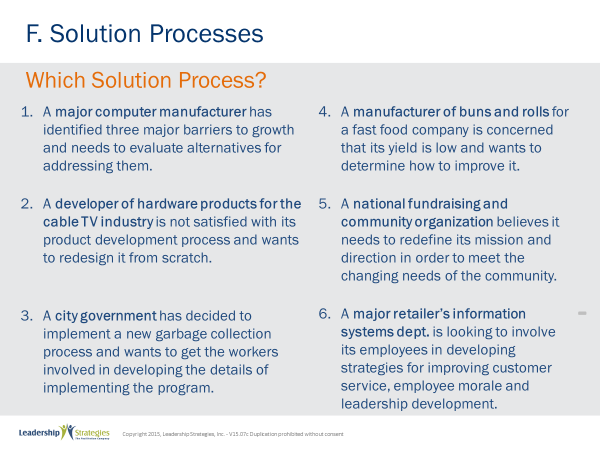 F. Solution Processes
Which Solution Process?
1. A major computer manufacturer has
identified three major barriers to growth
and needs to evaluate alternatives for
addressing them.
2. A developer of hardware products for the
cable TV industry is not satisfied with its
product development process and wants
to redesign it from scratch.
3. A city government has decided to
implement a new garbage collection
process and wants to get the workers
involved in developing the details of
implementing the program.
4. A manufacturer of buns and rolls for
a fast food company is concerned
that its yield is low and wants to
determine how to improve it.
5. A national fundraising and
community organization believes it
needs to redefine its mission and
direction in order to meet the
changing needs of the community.
6. A major retailer's information
systems dept. is looking to involve
its employees in developing
strategies for improving customer
service, employee morale and
leadership development.
Leadership Strategies
The Facilitation Company
Copyright 2015, Leadership Strategies, Inc. - V15.07c Duplication prohibited without consent